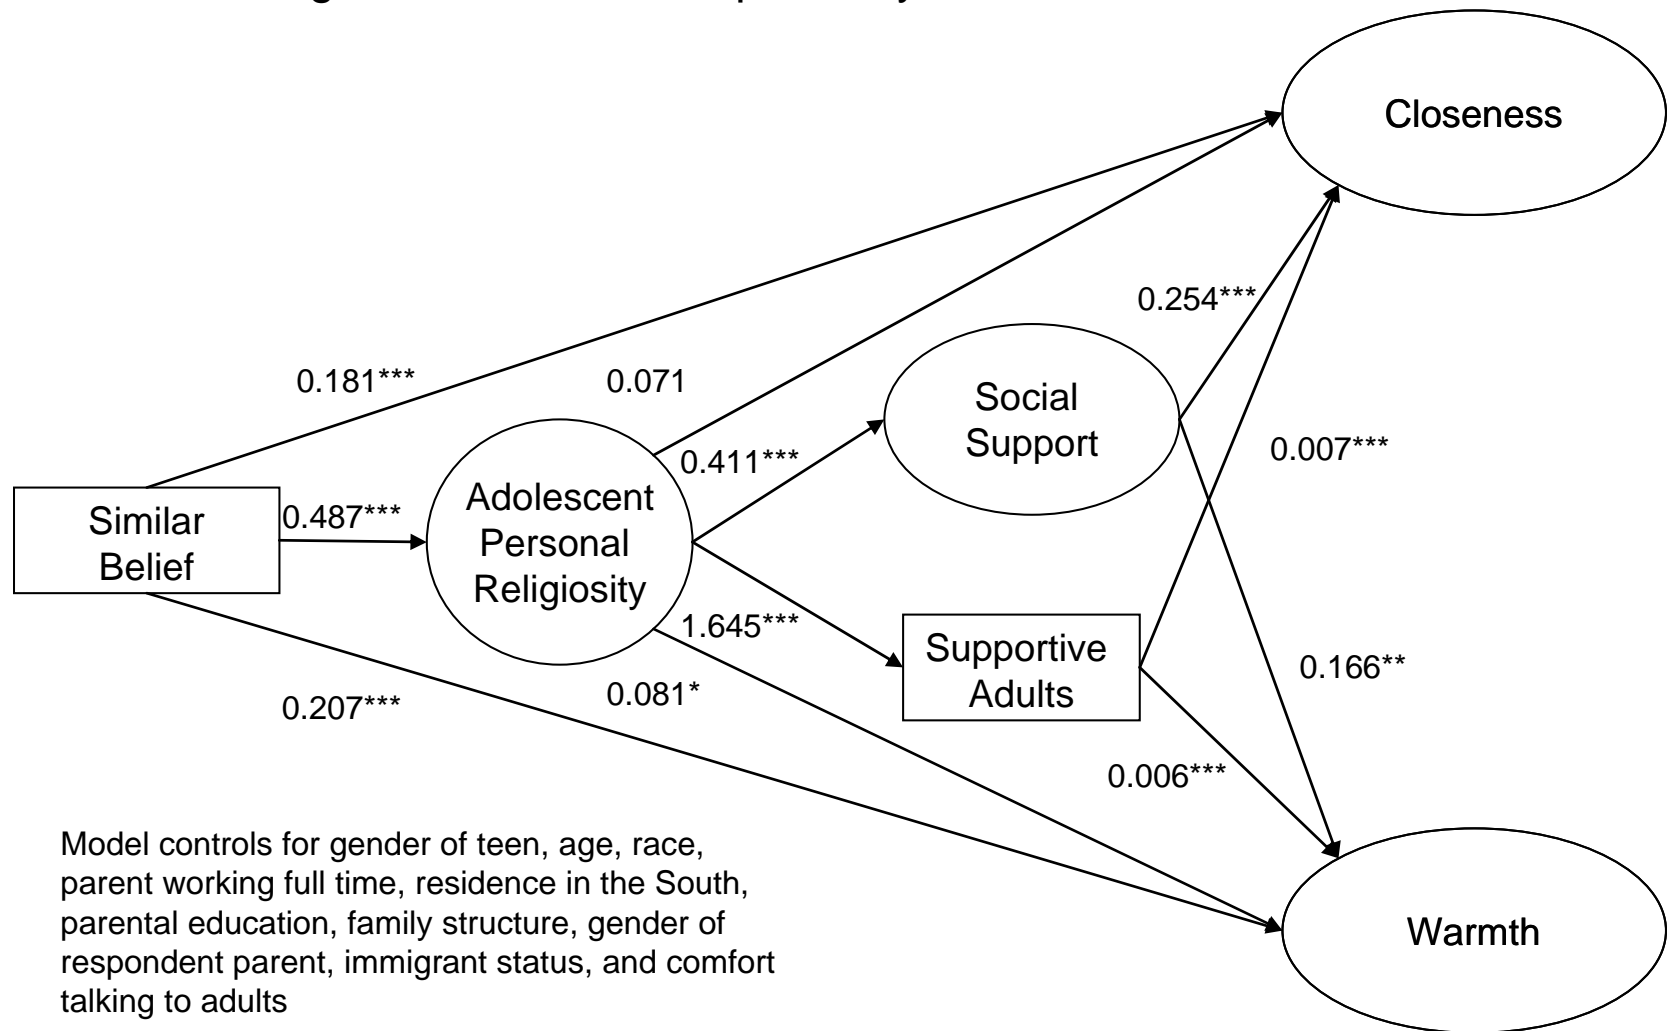 Closeness
0.254***
0.181***
0.071
Social
Support
0.411***
0.007***
Adolescent
Personal
Religiosity
Similar
Belief
0.487***
1.645***
Supportive
Adults
0.166**
0.207***
0.081*
0.006***
Model controls for gender of teen, age, race,
parent working full time, residence in the South,
parental education, family structure, gender of
respondent parent, immigrant status, and comfort
talking to adults
Warmth